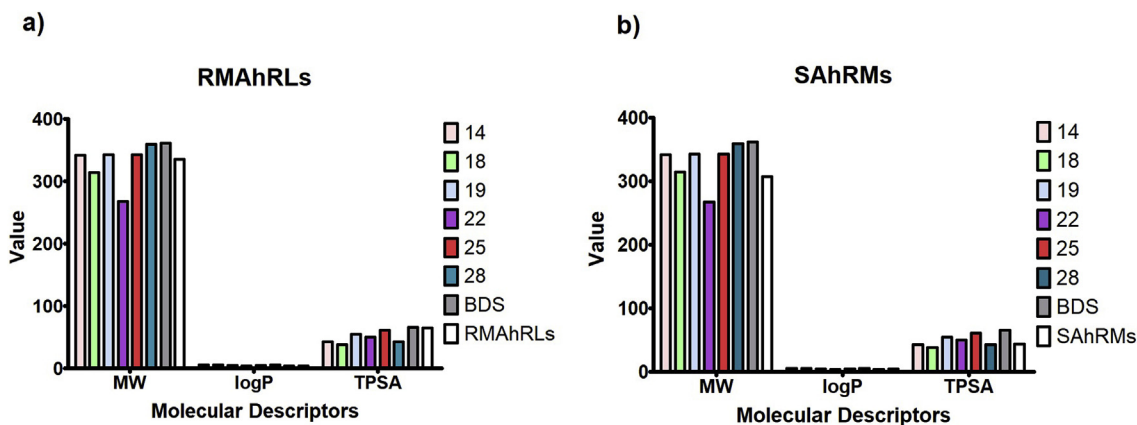 a)
RMAhRLs
400
300
200
100
0
Value
MW logP TPSA
Molecular Descriptors
14
18
19
22
25
28
BDS
RMAhRLs
b)
SAhRMs
400
300
200
100
0
Value
MW logP TPSA
Molecular Descriptors
14
18
19
22
25
28
BDS
SAhRMs